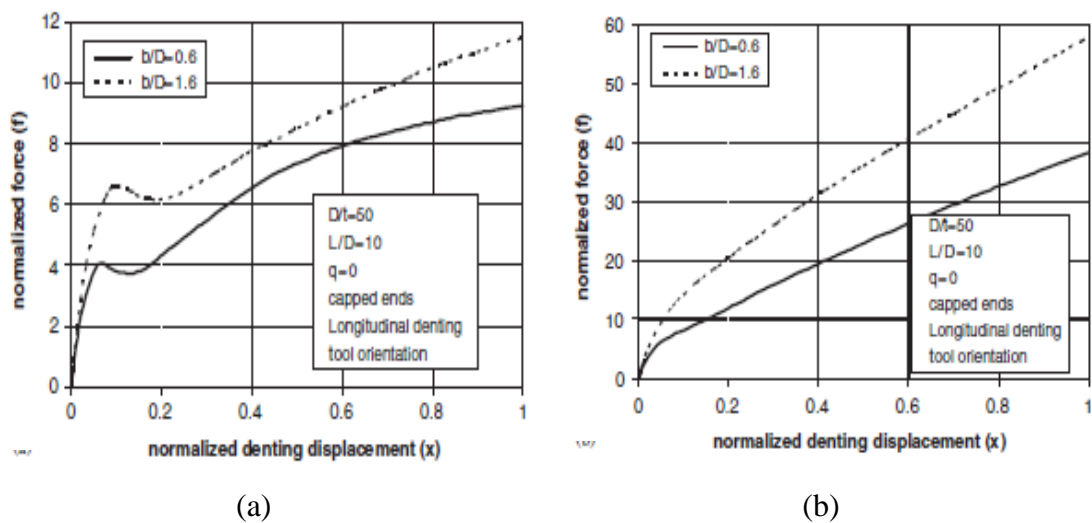 12
10
8
6
4
2
0
normalized force (f)
b/D=0.6
b/D=1.6
D/t=50
L/D=10
q=0
capped ends
Longitudinal denting
tool orientation
0 0.2 0.4 0.6 0.8 1
normalized denting displacement (x)
(a)
60
50
40
30
20
10
0
normalized force (f)
b/D=0.6
b/D=1.6
D/t=50
L/D=10
q=0
capped ends
Longitudinal denting
tool orientation
0 0.2 0.4 0.6 0.8 1
normalized denting displacement (x)
(b)